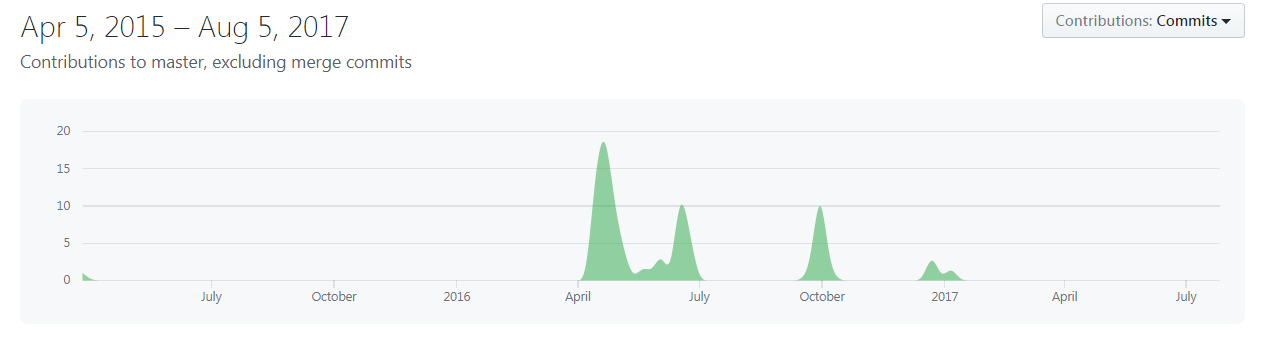 Apr 5, 2015 – Aug 5, 2017
Contributions: Commits
Contributions to master, excluding merge commits
20
15
10
5
0
July October 2016 April July October 2017 April July